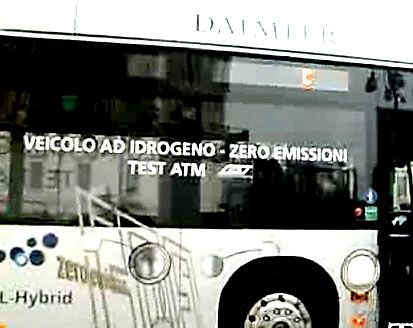 DAIMLER
VEICOLO AD IDROGENO - ZERO EMISSIONI
TEST ATM
L-Hybrid